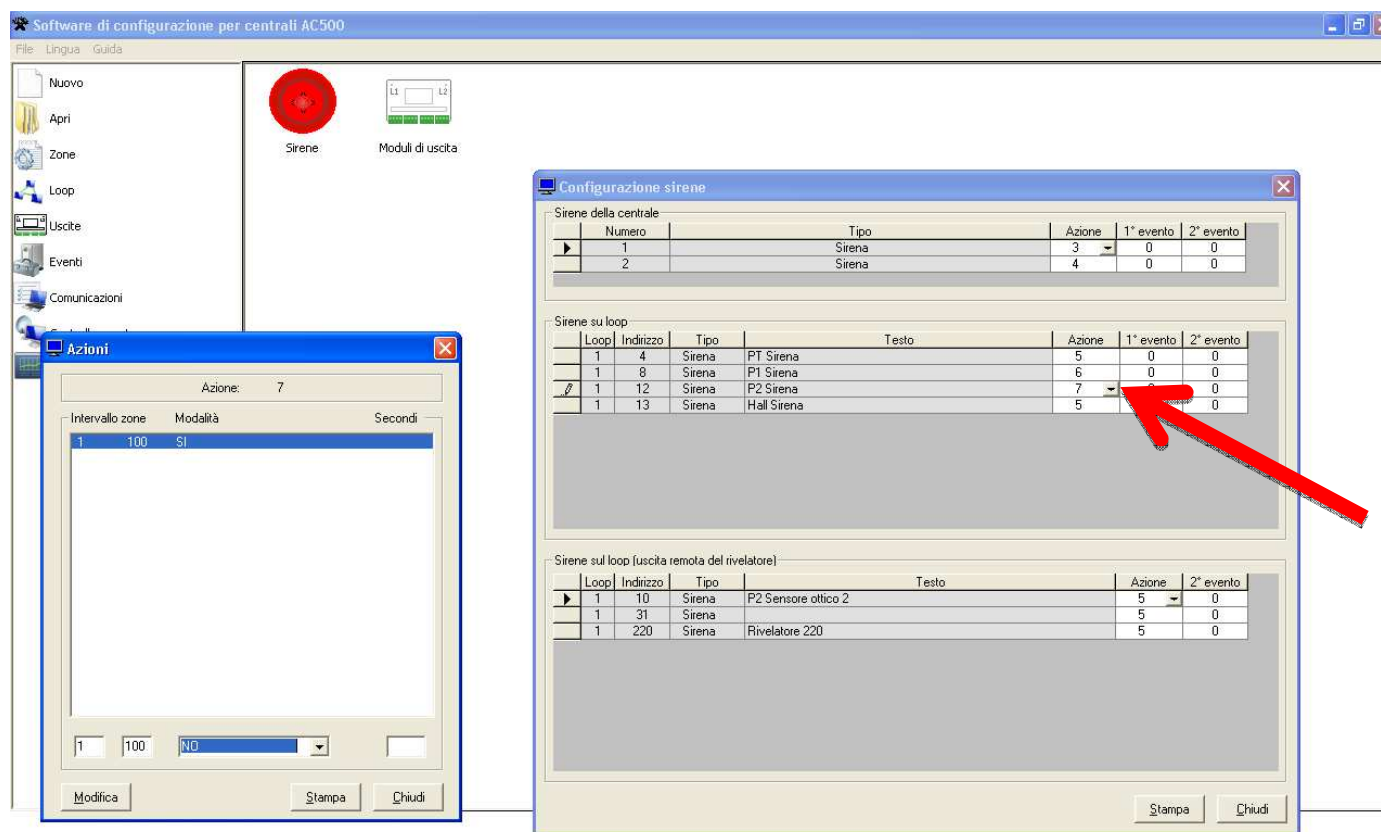 Software di configurazione per centrali AC500
File Lingua Guida
Nuovo
Apri
Zone
Loop
Uscite
Eventi
Comunicazioni
Sirene
L1 L2
Moduli di uscita
Azioni
Azione: 7
Intervallo zone Modalità Secondi
1 100 SI
1 100 NO
Modifica Stampa Chiudi
Configurazione sirene
Sirene della centrale
Numero Tipo Azione 1° evento 2° evento
1 Sirena 3 0 0
2 Sirena 4 0 0
Sirene su loop
Loop Indirizzo Tipo Testo Azione 1° evento 2° evento
1 4 Sirena PT Sirena 5 0 0
1 8 Sirena P1 Sirena 6 0 0
1 12 Sirena P2 Sirena 7 0
1 13 Sirena Hall Sirena 5 0
Sirene sul loop (uscita remota del rivelatore)
Loop Indirizzo Tipo Testo Azione 2° evento
1 10 Sirena P2 Sensore ottico 2 5 0
1 31 Sirena 5 0
1 220 Sirena Rivelatore 220 5 0
Stampa Chiudi